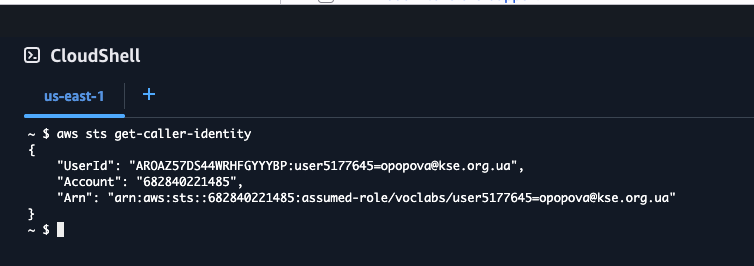 CloudShell
us-east-1 +
~ $ aws sts get-caller-identity
{
    "UserId": "AROAZ57DS44WRHFGYYYBP:user5177645=opopova@kse.org.ua",
    "Account": "682840221485",
    "Arn": "arn:aws:sts::682840221485:assumed-role/voclabs/user5177645=opopova@kse.org.ua"
}
~ $